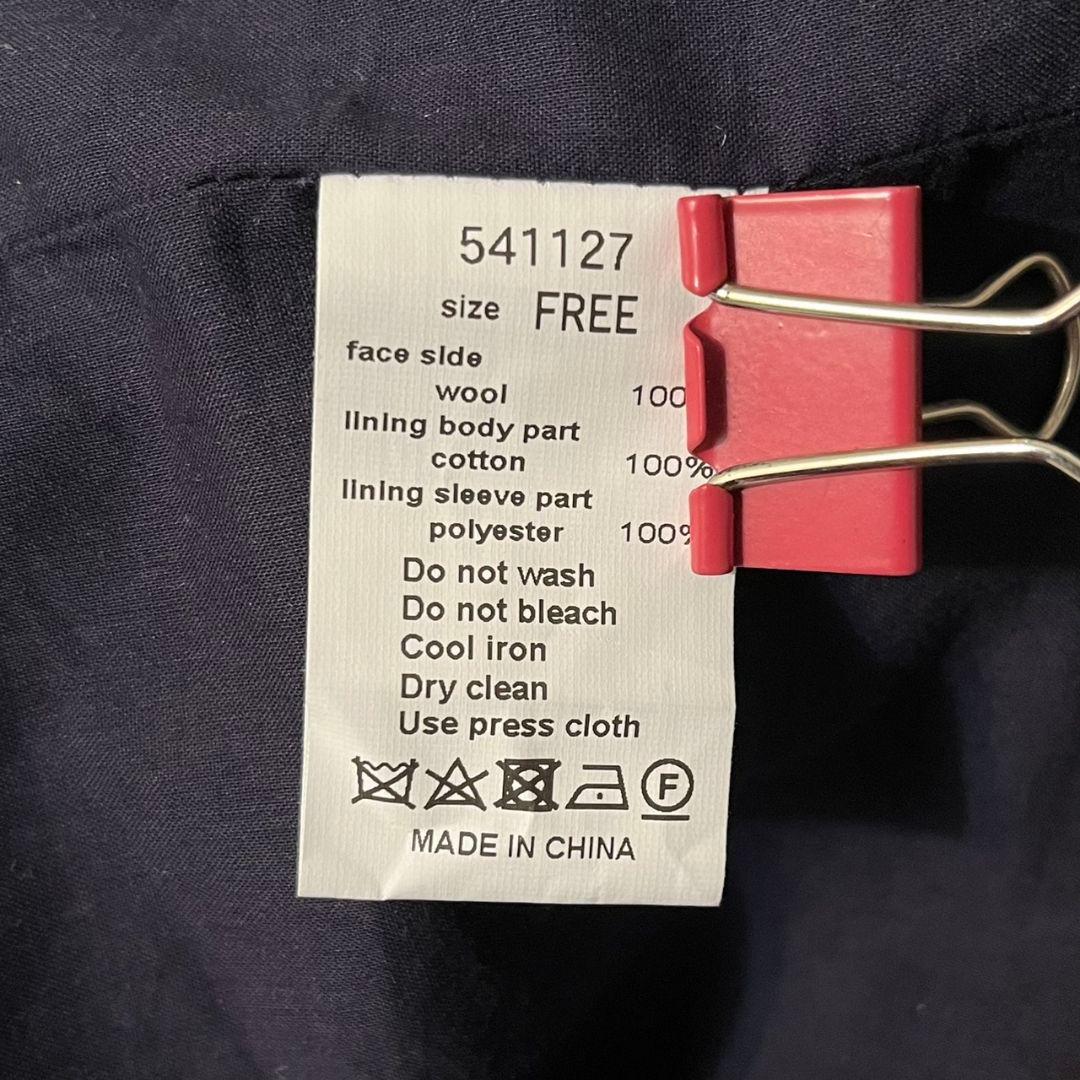 541127
size FREE
face side
wool 100
lining body part
cotton 100%
lining sleeve part
polyester 100%
Do not wash
Do not bleach
Cool iron
Dry clean
Use press cloth
F
MADE IN CHINA